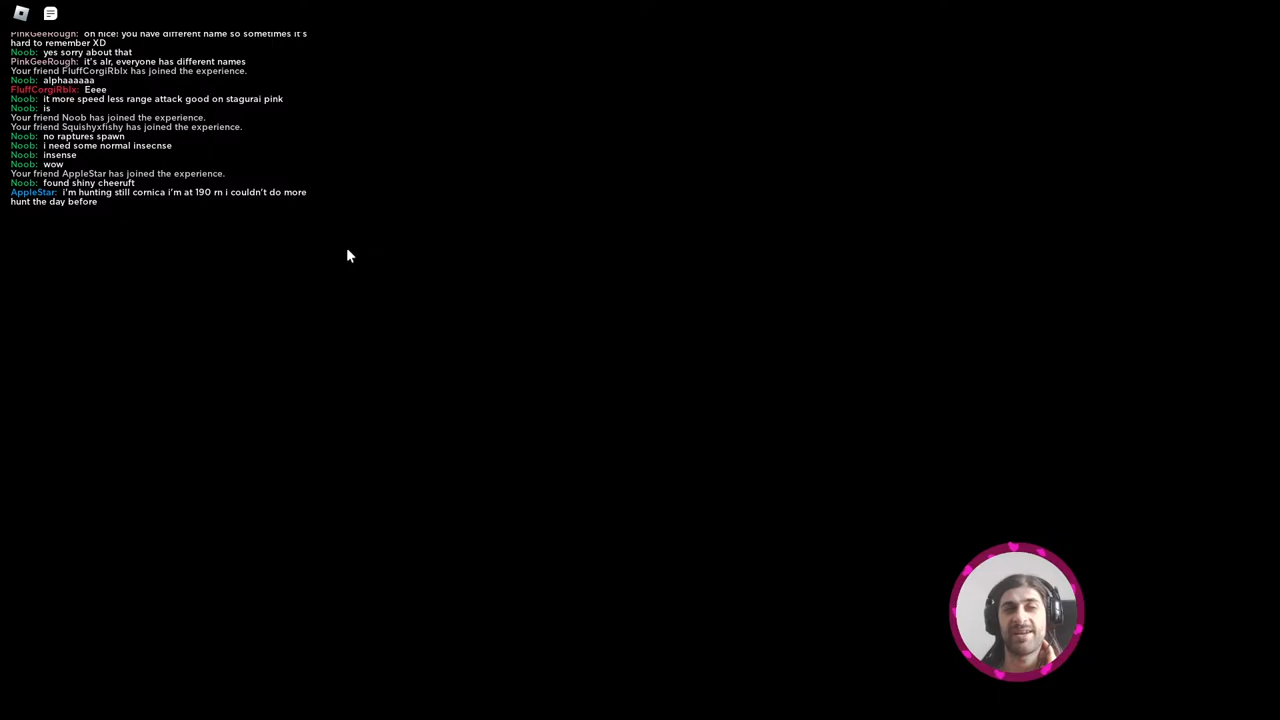 PinkGeeRough: oh nice! you have different name so sometimes it's
hard to remember XD
Noob: yes sorry about that
PinkGeeRough: it's alr, everyone has different names
Your friend FluffCorgiRblx has joined the experience.
Noob: alphaaaaaa
FluffCorgiRblx: Eeee
Noob: it more speed less range attack good on stagurai pink
Noob: is
Your friend Noob has joined the experience.
Your friend Squishyxfishy has joined the experience.
Noob: no raptures spawn
Noob: i need some normal insecnse
Noob: insense
Noob: wow
Your friend AppleStar has joined the experience.
Noob: found shiny cheeruft
AppleStar: i'm hunting still cornica i'm at 190 rn i couldn't do more
hunt the day before